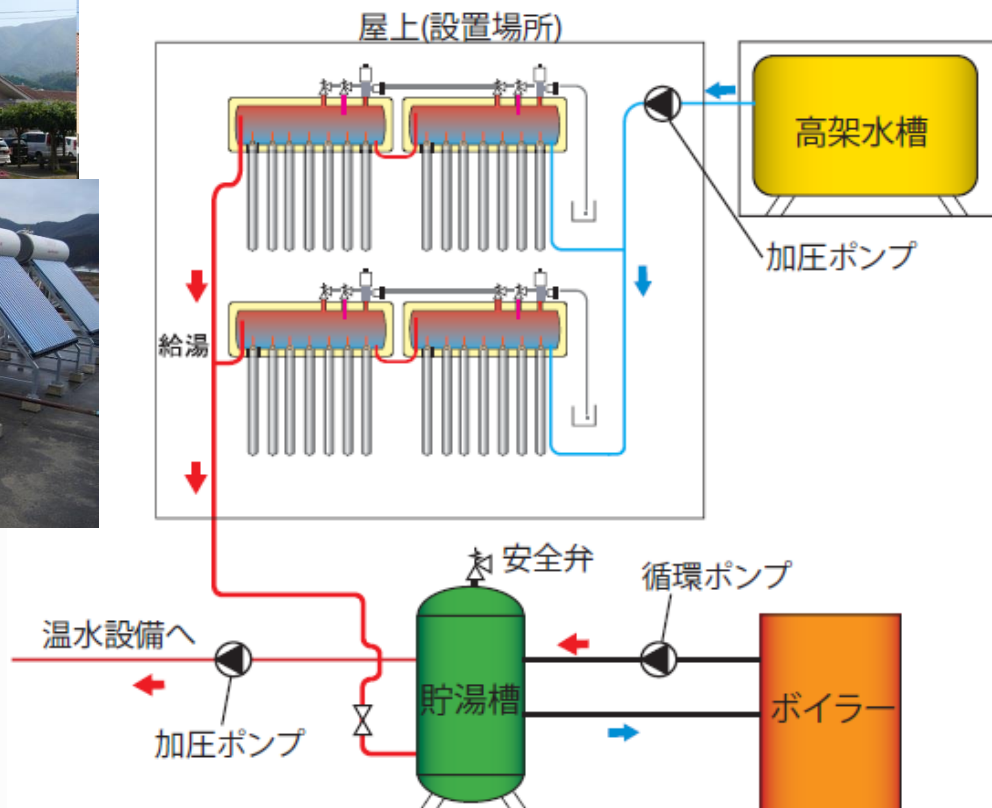 屋上(設置場所)
高架水槽
加圧ポンプ
給湯
安全弁
循環ポンプ
温水設備へ
貯湯槽
ボイラー
加圧ポンプ